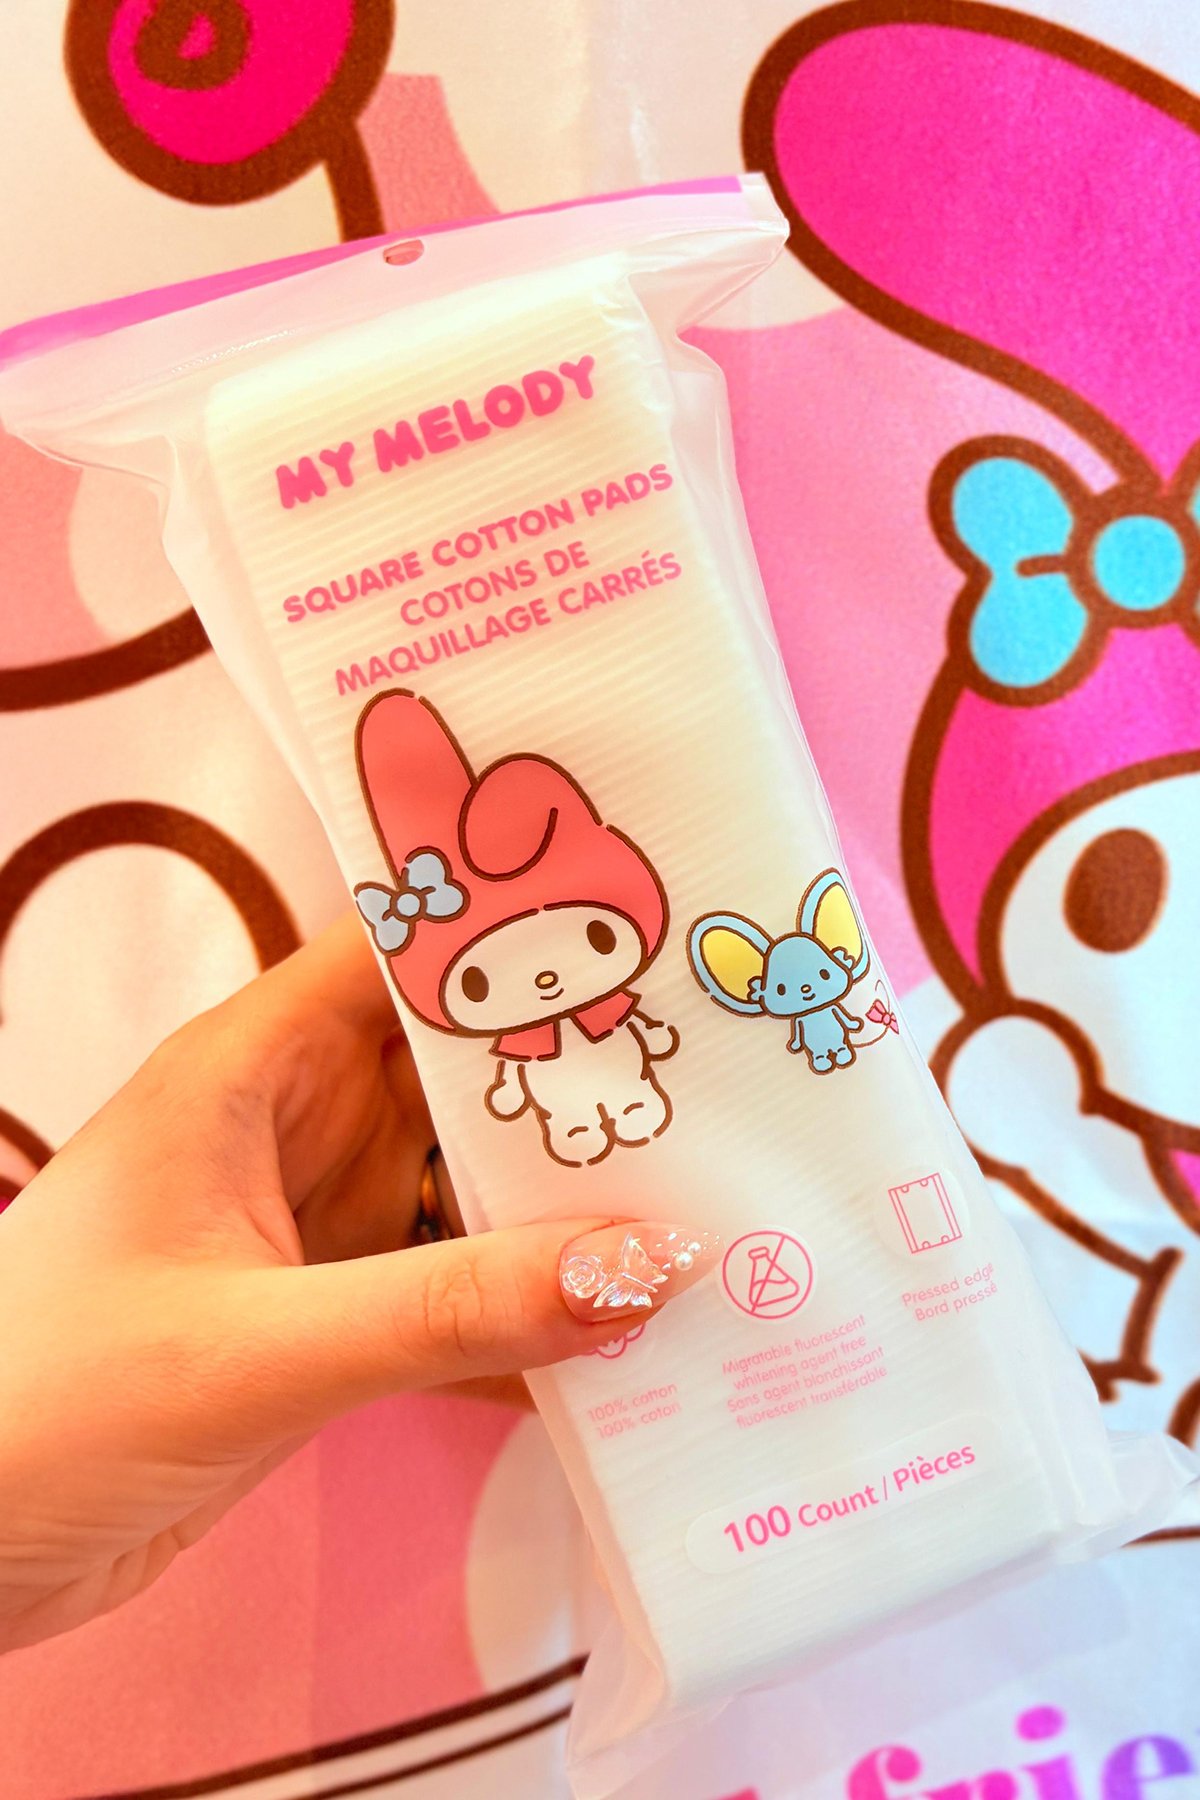 MY MELODY
SQUARE COTTON PADS
COTONS DE
MAQUILLAGE CARRÉS
Pressed edge
Bord pressé
Migratable fluorescent
whitening agent free
Sans agent blanchissant
fluorescent transférable
100% cotton
100% coton
100 Count / Pièces